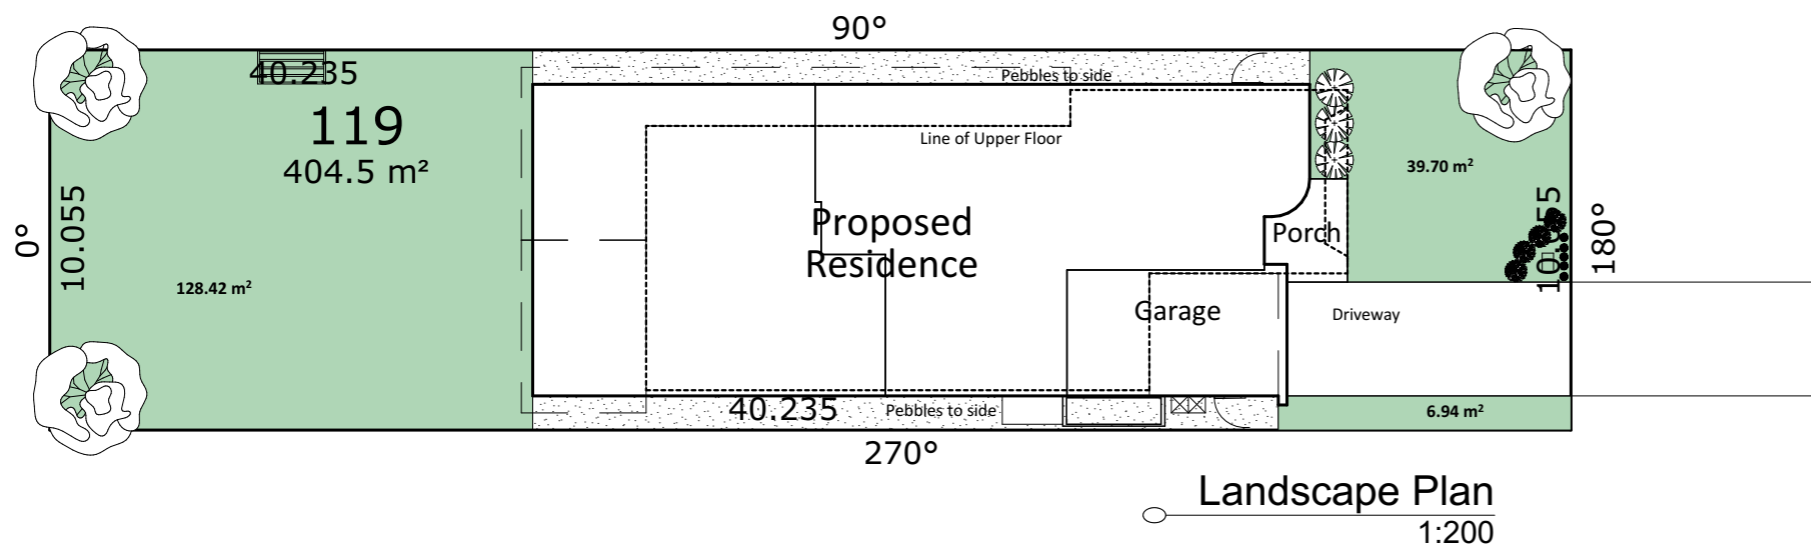 90°
40.235
Pebbles to side
119
404.5 m²
Line of Upper Floor
39.70 m²
0°
10.055
Proposed
Residence
Porch
10.055
180°
128.42 m²
Garage
Driveway
40.235
Pebbles to side
6.94 m²
270°
Landscape Plan
1:200